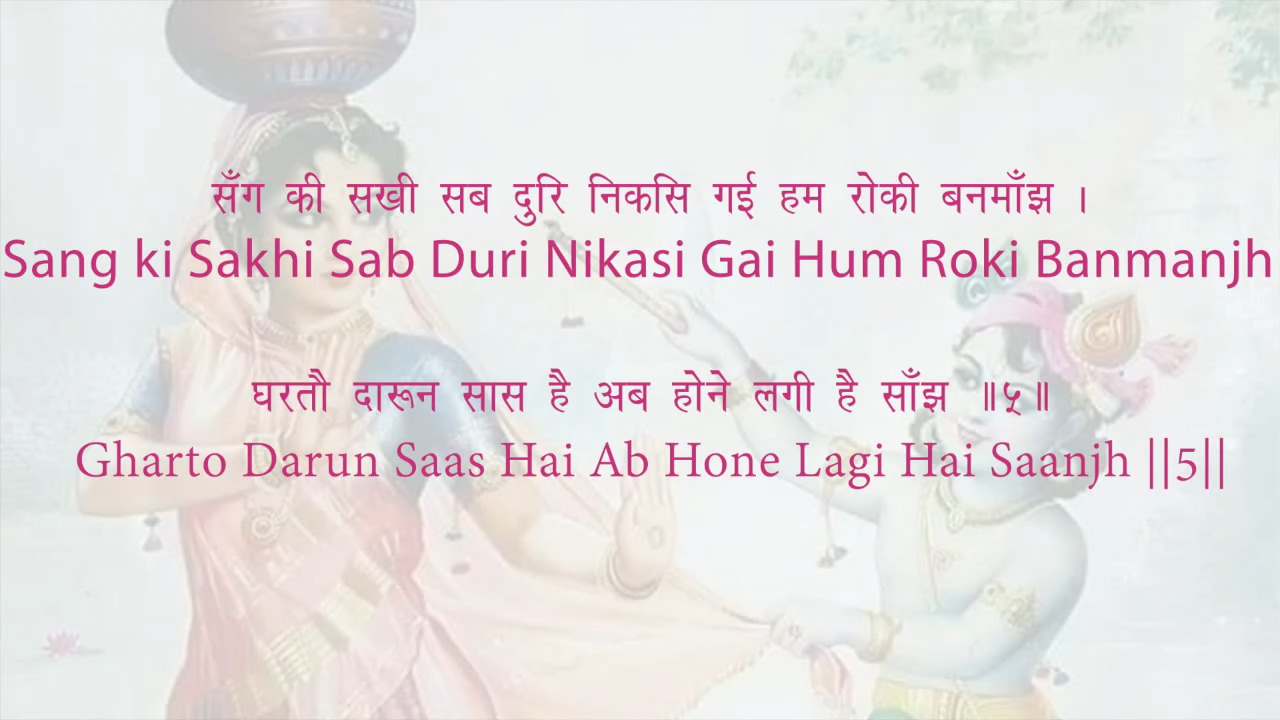 सँग की सखी सब दुरि निकसि गई हम रोकी बनमाँझ ।
Sang ki Sakhi Sab Duri Nikasi Gai Hum Roki Banmanjh
घरतौ दारून सास है अब होने लगी है साँझ ॥५॥
Gharto Darun Saas Hai Ab Hone Lagi Hai Saanjh ||5||